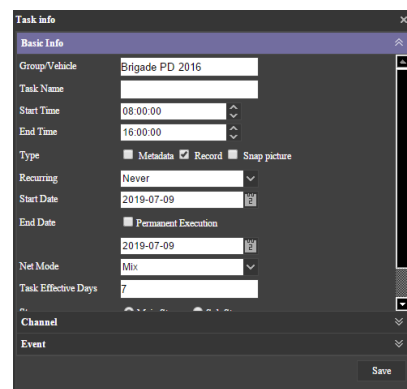 Task info
Basic Info
Group/Vehicle Brigade PD 2016
Task Name
Start Time 08:00:00
End Time 16:00:00
Type Metadata Record Snap picture
Recurring Never
Start Date 2019-07-09
End Date Permanent Execution
2019-07-09
Net Mode Mix
Task Effective Days 7
Channel
Event
Save